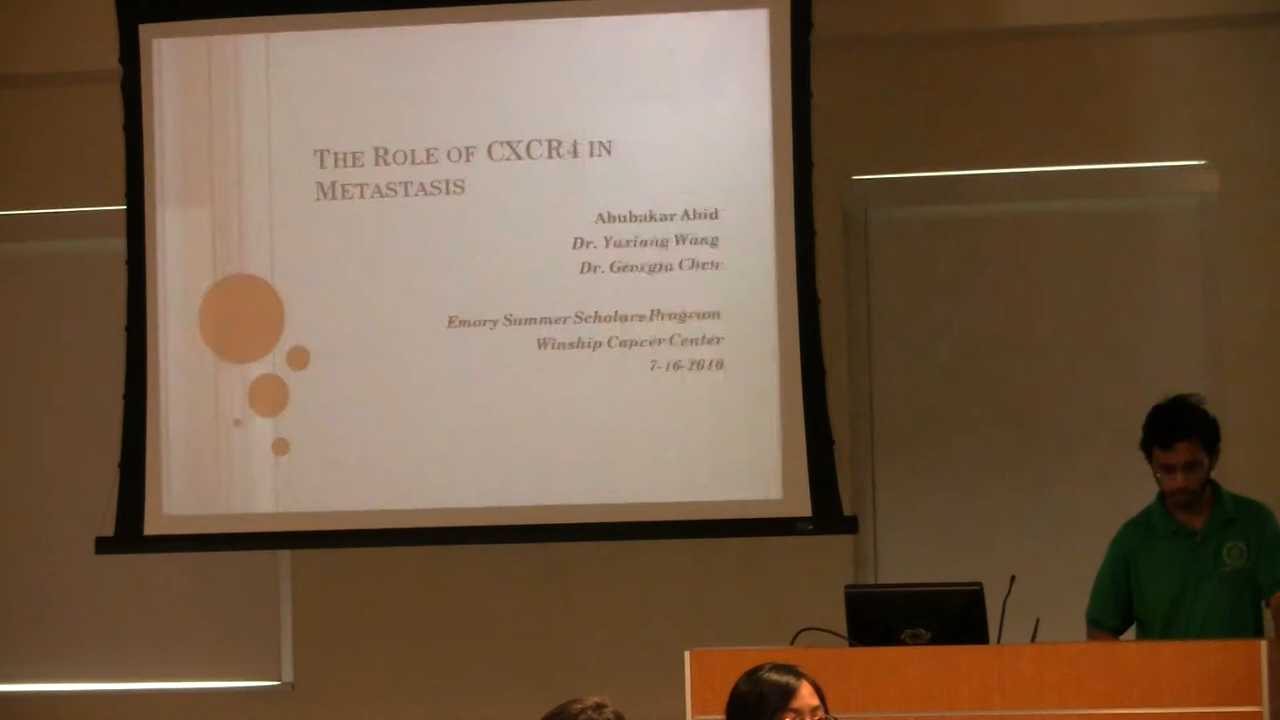 THE ROLE OF CXCR4 IN
METASTASIS
Abubakar Abid
Dr. Yuxiang Wang
Dr. Georgia Chen
Emory Summer Scholars Program
Winship Cancer Center
7-16-2010